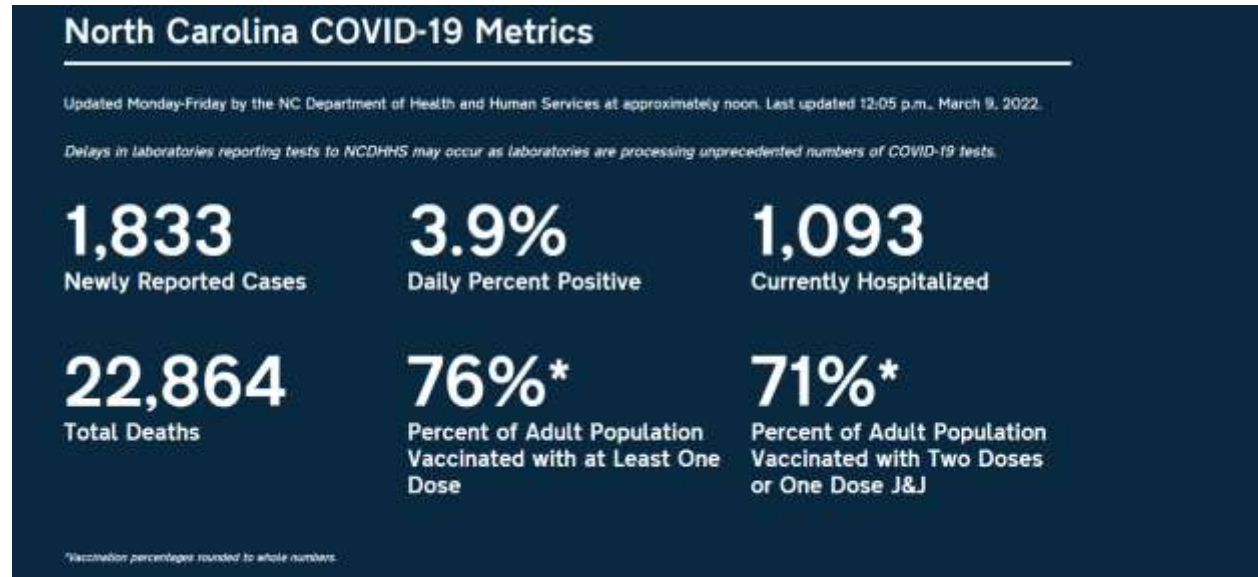 North Carolina COVID-19 Metrics
Updated Monday-Friday by the NC Department of Health and Human Services at approximately noon. Last updated 12:05 p.m., March 9, 2022.
Delays in laboratories reporting tests to NCDHHS may occur as laboratories are processing unprecedented numbers of COVID-19 tests.
1,833
Newly Reported Cases
3.9%
Daily Percent Positive
1,093
Currently Hospitalized
22,864
Total Deaths
76%*
Percent of Adult Population
Vaccinated with at Least One
Dose
71%*
Percent of Adult Population
Vaccinated with Two Doses
or One Dose J&J
*Vaccination percentages rounded to whole numbers.